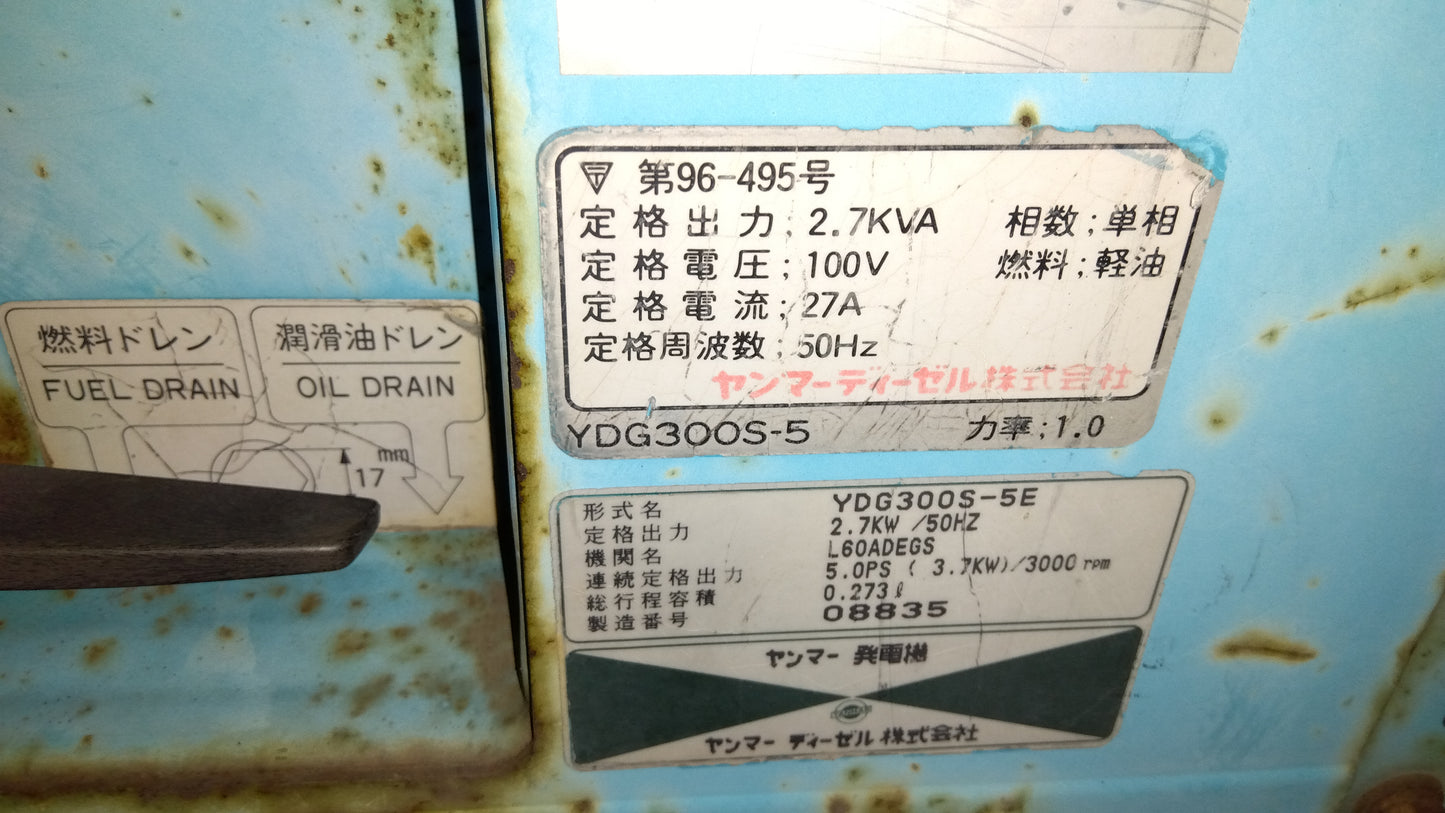 第96-495号
定格出力;2.7KVA 相数;単相
定格電圧;100V 燃料;軽油
定格電流;27A
定格周波数;50Hz
ヤンマーディーゼル株式会社
YDG300S-5 力率;1.0
燃料ドレン
FUEL DRAIN
潤滑油ドレン
OIL DRAIN
mm
17
形式名 YDG300S-5E
定格出力 2.7KW /50HZ
機関名 L60ADEGS
連続定格出力 5.0PS ( 3.7KW)/3000rpm
総行程容積 0.273ℓ
製造番号 08835
ヤンマー 発電機
ヤンマー ディーゼル 株式会社